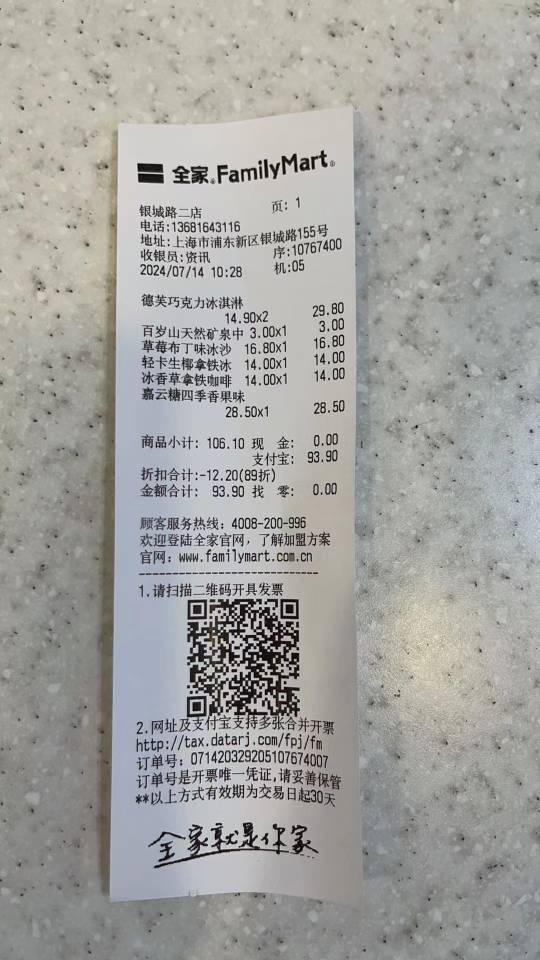 全家 FamilyMart
银城路二店 页: 1
电话:13681643116
地址:上海市浦东新区银城路155号
收银员:资讯 序:10767400
2024/07/14 10:28 机:05
德芙巧克力冰淇淋
14.90x2 29.80
百岁山天然矿泉中 3.00x1 3.00
草莓布丁味冰沙 16.80x1 16.80
轻卡生椰拿铁冰 14.00x1 14.00
冰香草拿铁咖啡 14.00x1 14.00
嘉云糖四季香果味
28.50x1 28.50
商品小计: 106.10 现 金: 0.00
支付宝: 93.90
折扣合计:-12.20(89折)
金额合计: 93.90 找 零: 0.00
顾客服务热线: 4008-200-996
欢迎登陆全家官网，了解加盟方案
官网: www.familymart.com.cn
------------------------------
1.请扫描二维码开具发票
2.网址及支付宝支持多张合并开票
http://tax.datarj.com/fpj/fm
订单号: 071420329205107674007
订单号是开票唯一凭证,请妥善保管
**以上方式有效期为交易日起30天
全家就是你家